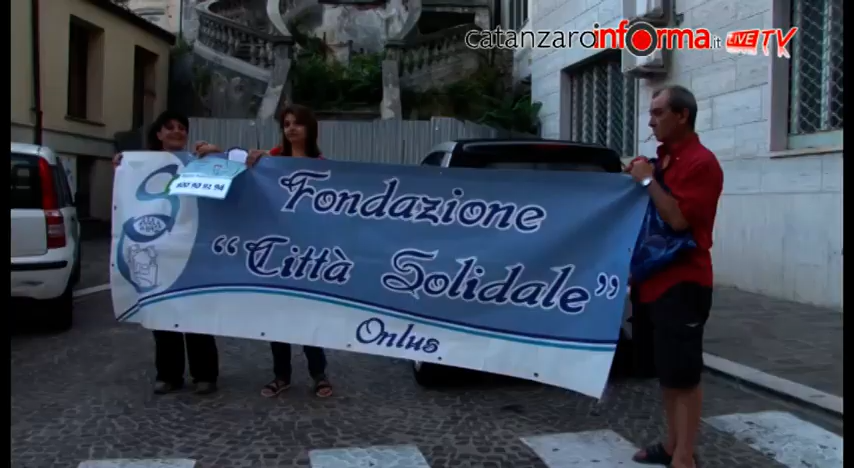 catanzaroinforma.it LIVE TV
Fondazione
“Città Solidale”
Onlus